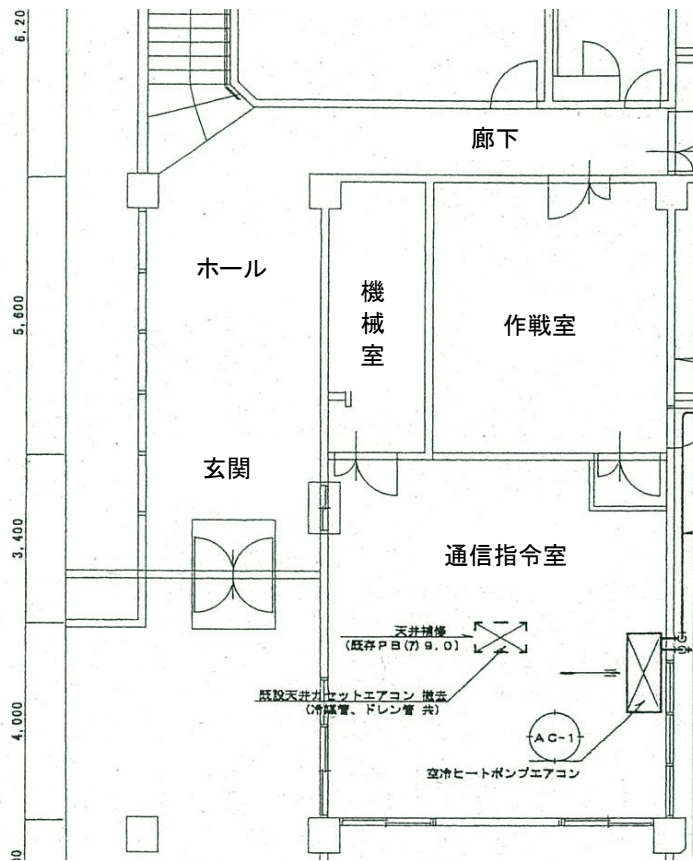 6,20
廊下
ホール
5,600
機械室
作戦室
玄関
3,400
通信指令室
天井補修
(既存PB(ｱ)9.0)
既設天井カセットエアコン 撤去
(冷媒管、ドレン管 共)
4,000
AC-1
空冷ヒートポンプエアコン
00